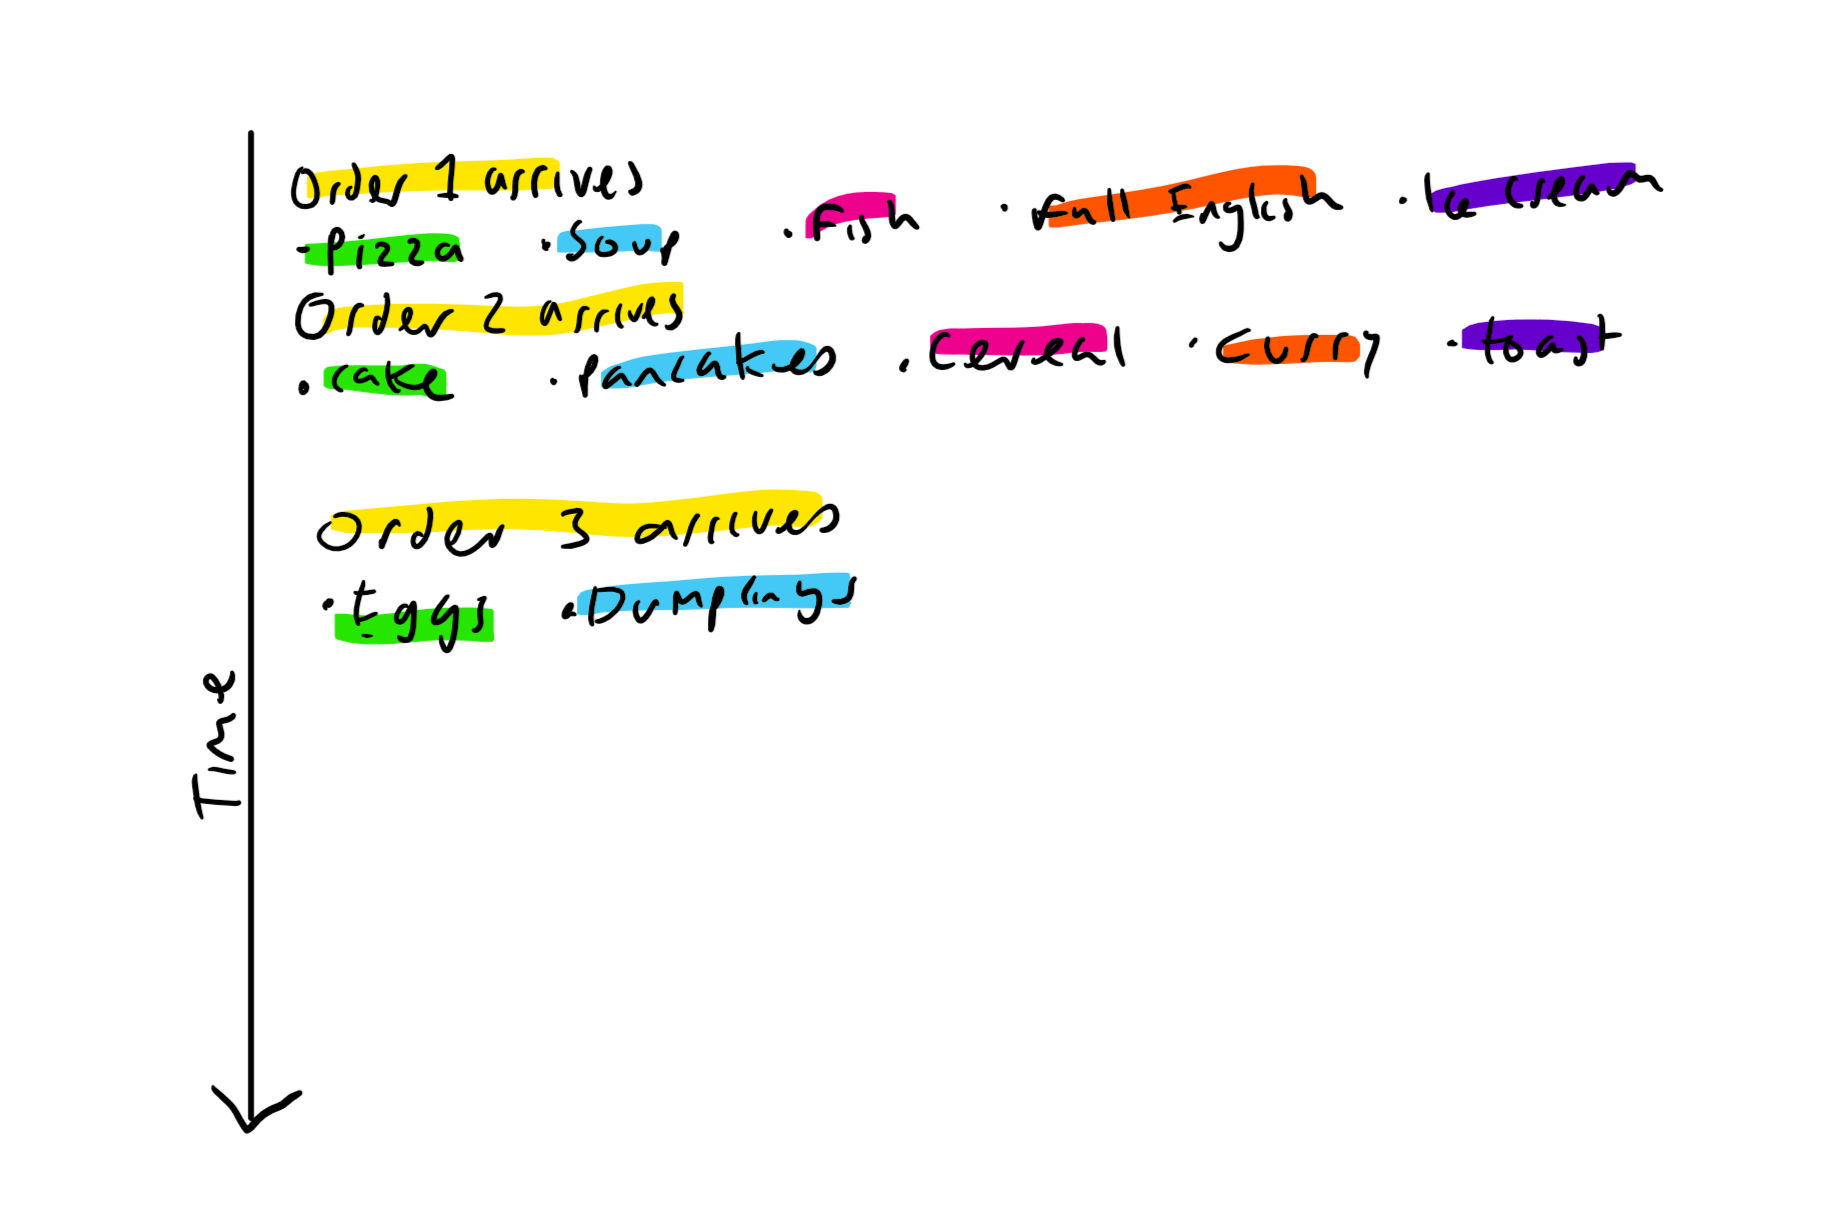 Order 1 arrives
· Pizza · Soup · Fish · Full English · Ice cream
Order 2 arrives
· cake · Pancakes · Cereal · Curry · toast
Order 3 arrives
· Eggs · Dumplings
Time